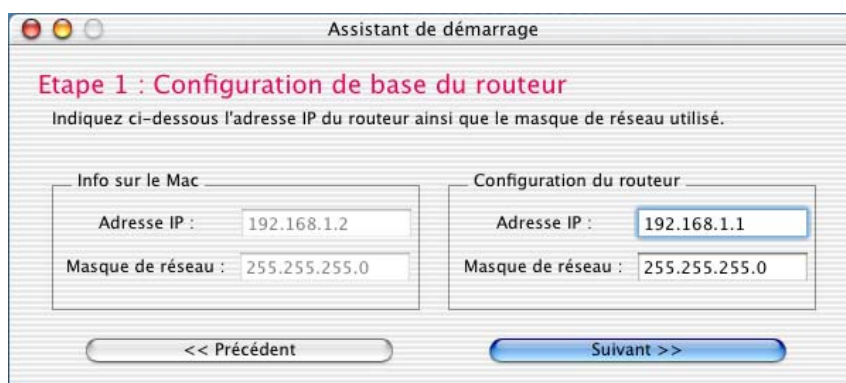 Assistant de démarrage
Etape 1 : Configuration de base du routeur
Indiquez ci-dessous l'adresse IP du routeur ainsi que le masque de réseau utilisé.
Info sur le Mac
Adresse IP : 192.168.1.2
Masque de réseau : 255.255.255.0
Configuration du routeur
Adresse IP : 192.168.1.1
Masque de réseau : 255.255.255.0
<< Précédent
Suivant >>